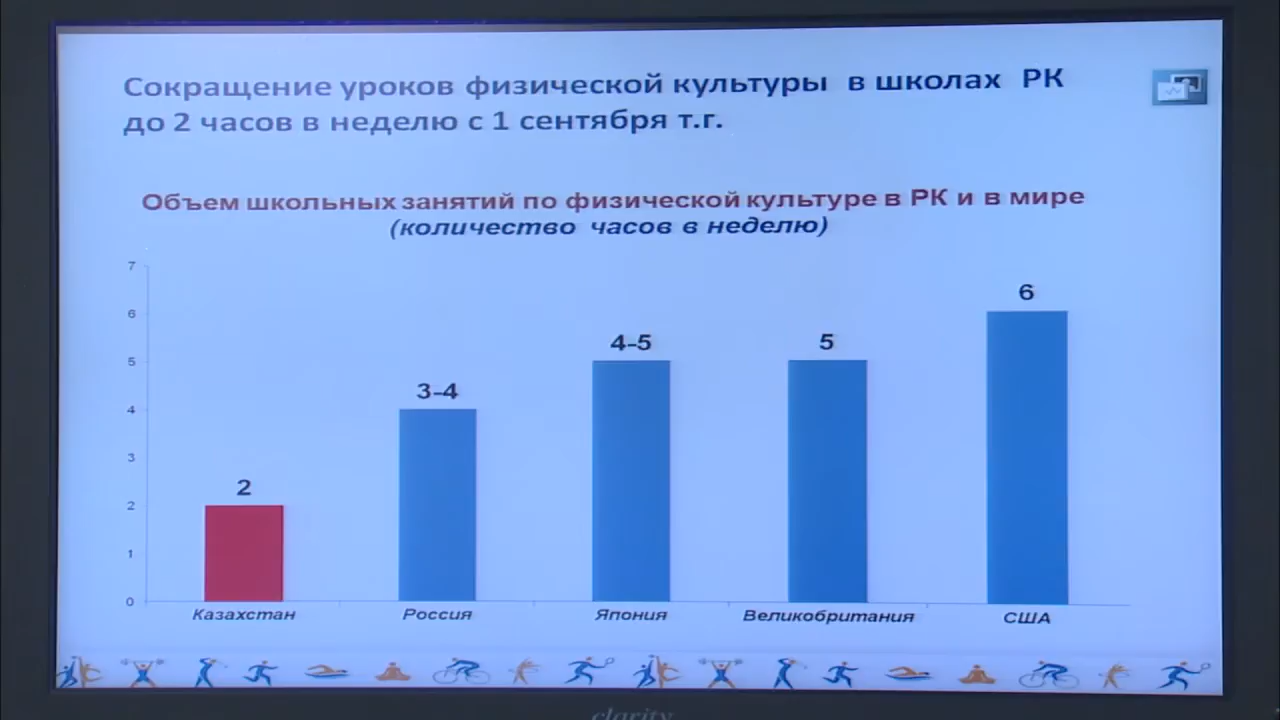 Сокращение уроков физической культуры в школах РК
до 2 часов в неделю с 1 сентября т.г.
Объем школьных занятий по физической культуре в РК и в мире
(количество часов в неделю)
7
6
5
4
3
2
1
0
2
3-4
4-5
5
6
Казахстан
Россия
Япония
Великобритания
США
clarity